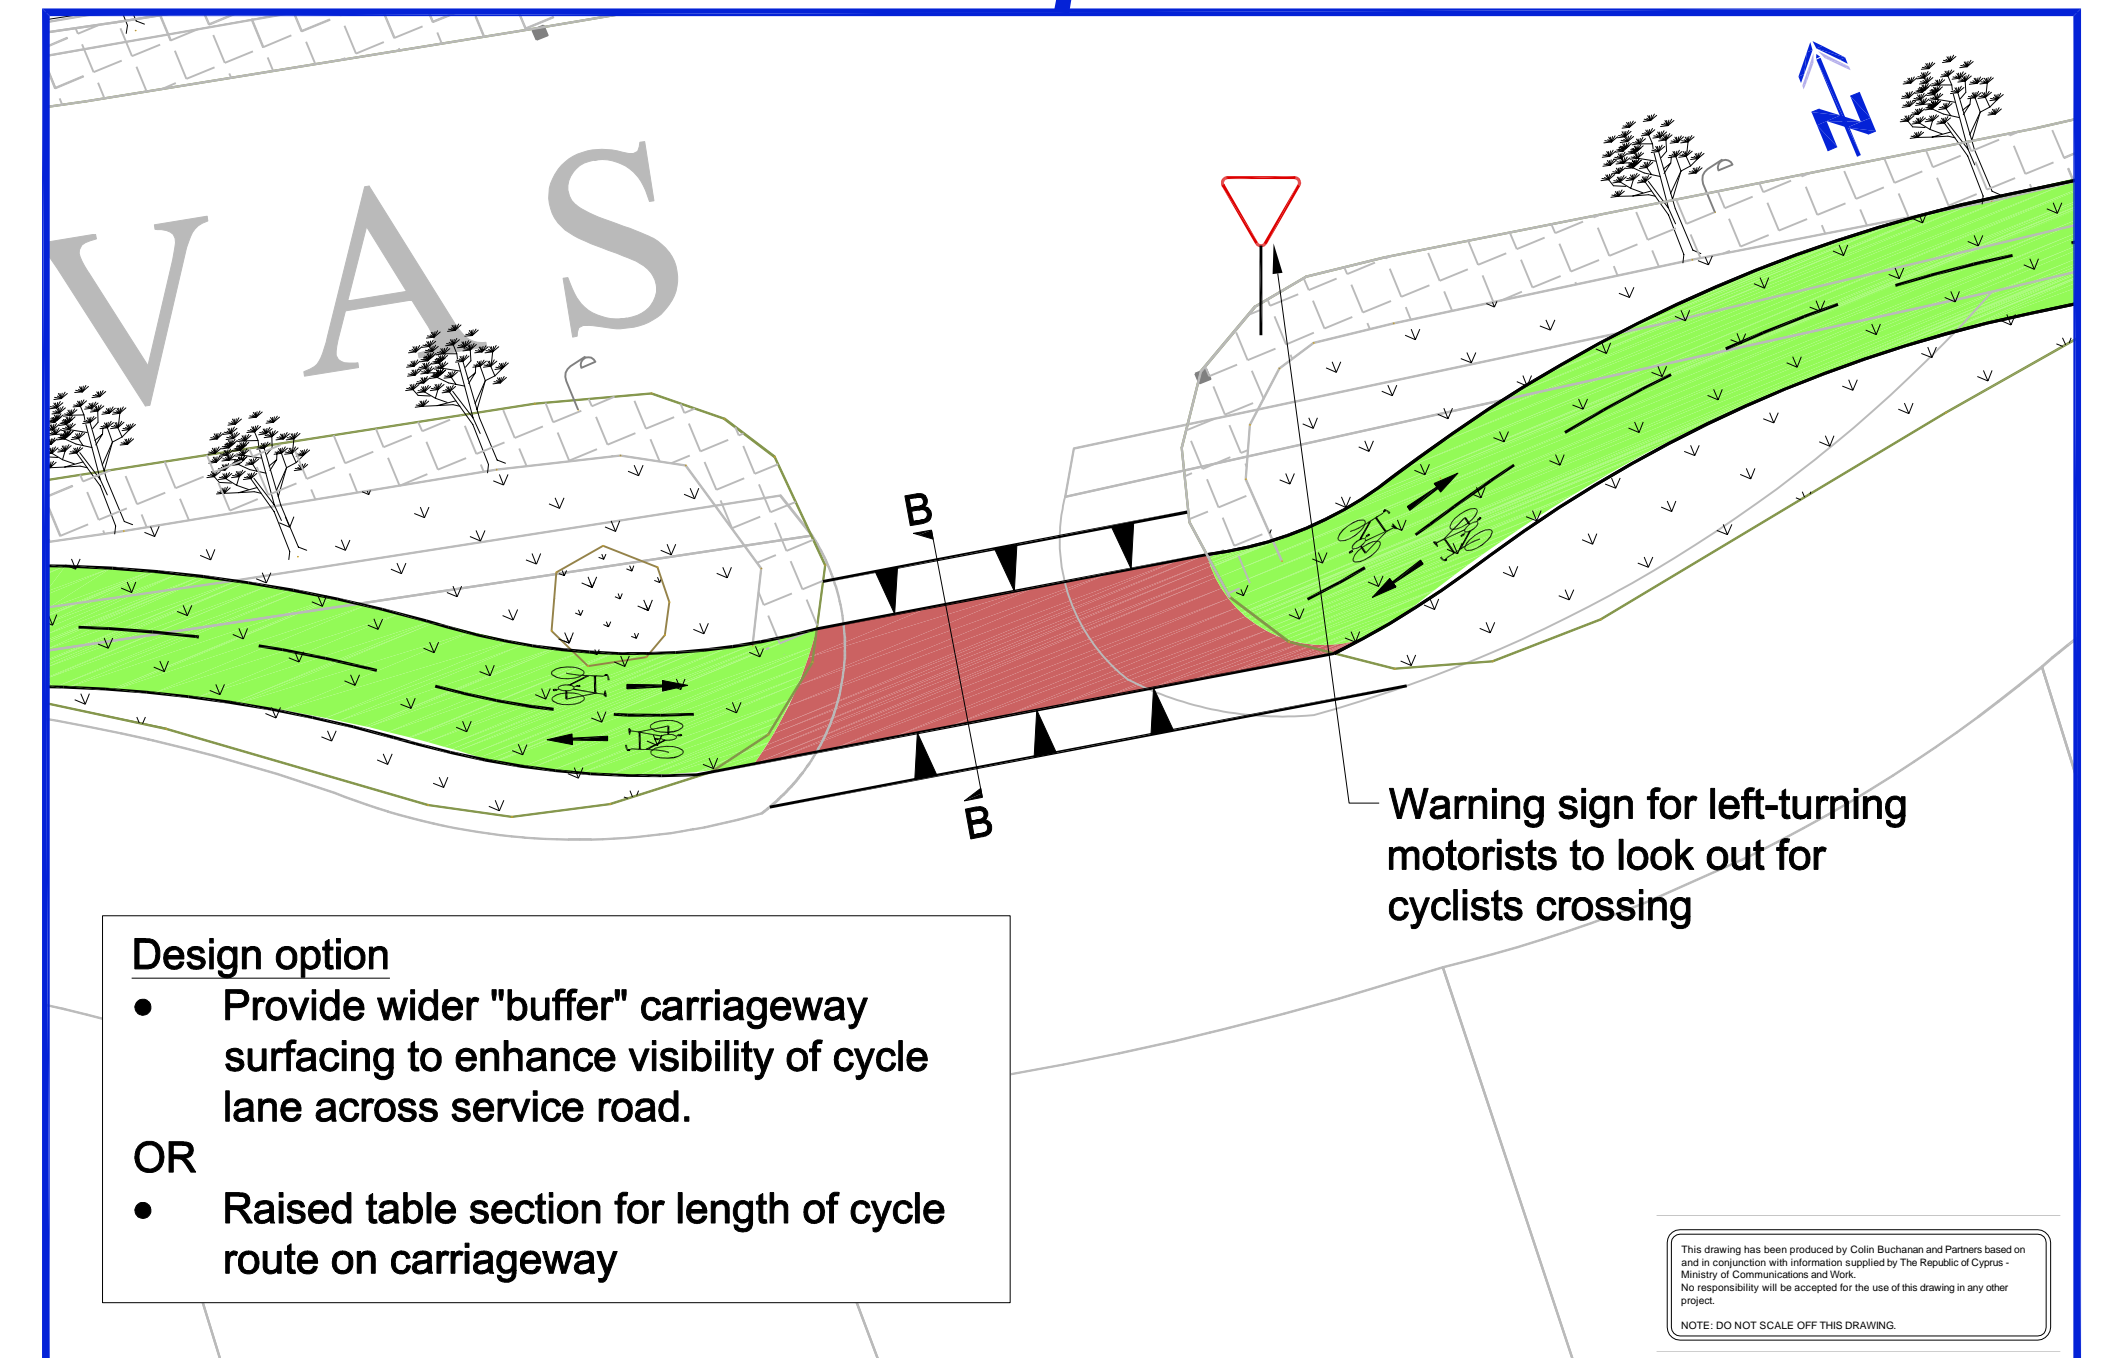 N
VAS
B
B
Warning sign for left-turning
motorists to look out for
cyclists crossing
Design option
● Provide wider "buffer" carriageway
surfacing to enhance visibility of cycle
lane across service road.
OR
● Raised table section for length of cycle
route on carriageway
This drawing has been produced by Colin Buchanan and Partners based on
and in conjunction with information supplied by The Republic of Cyprus -
Ministry of Communications and Work.
No responsibility will be accepted for the use of this drawing in any other
project.
NOTE: DO NOT SCALE OFF THIS DRAWING.